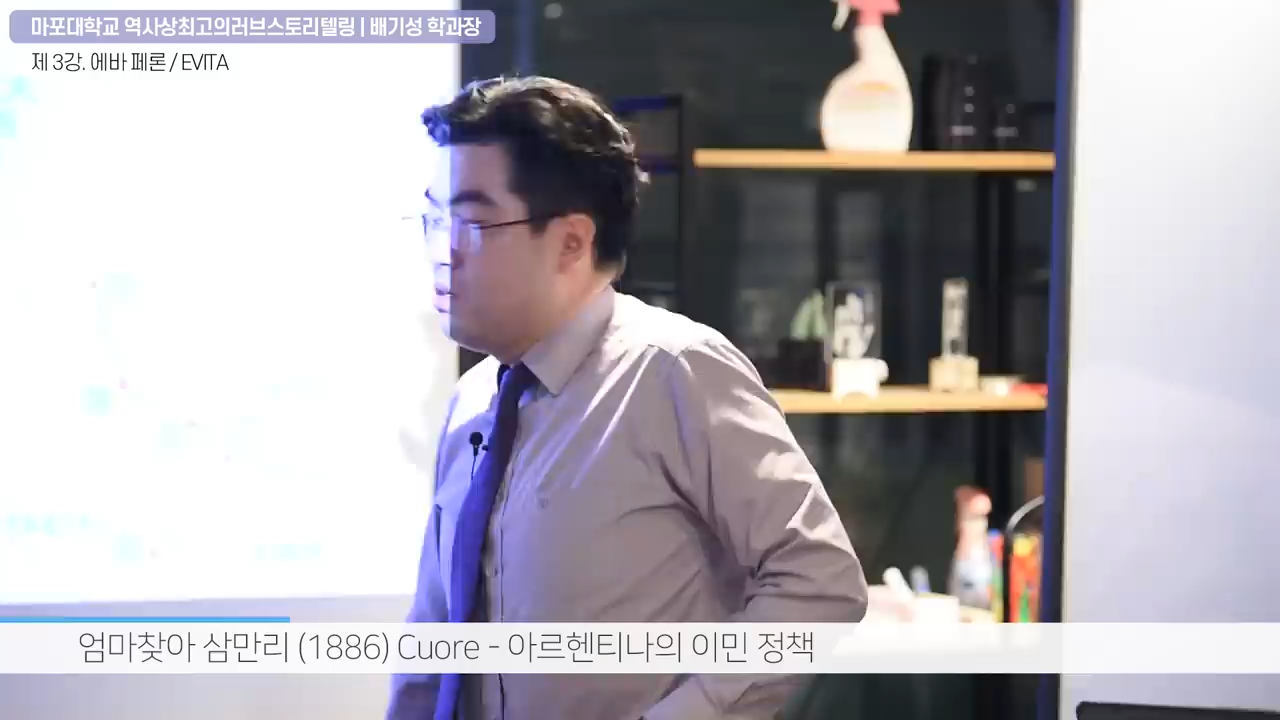 마포대학교 역사상최고의러브스토리텔링 | 배기성 학과장
제 3강. 에바 페론 / EVITA
엄마찾아 삼만리 (1886) Cuore - 아르헨티나의 이민 정책